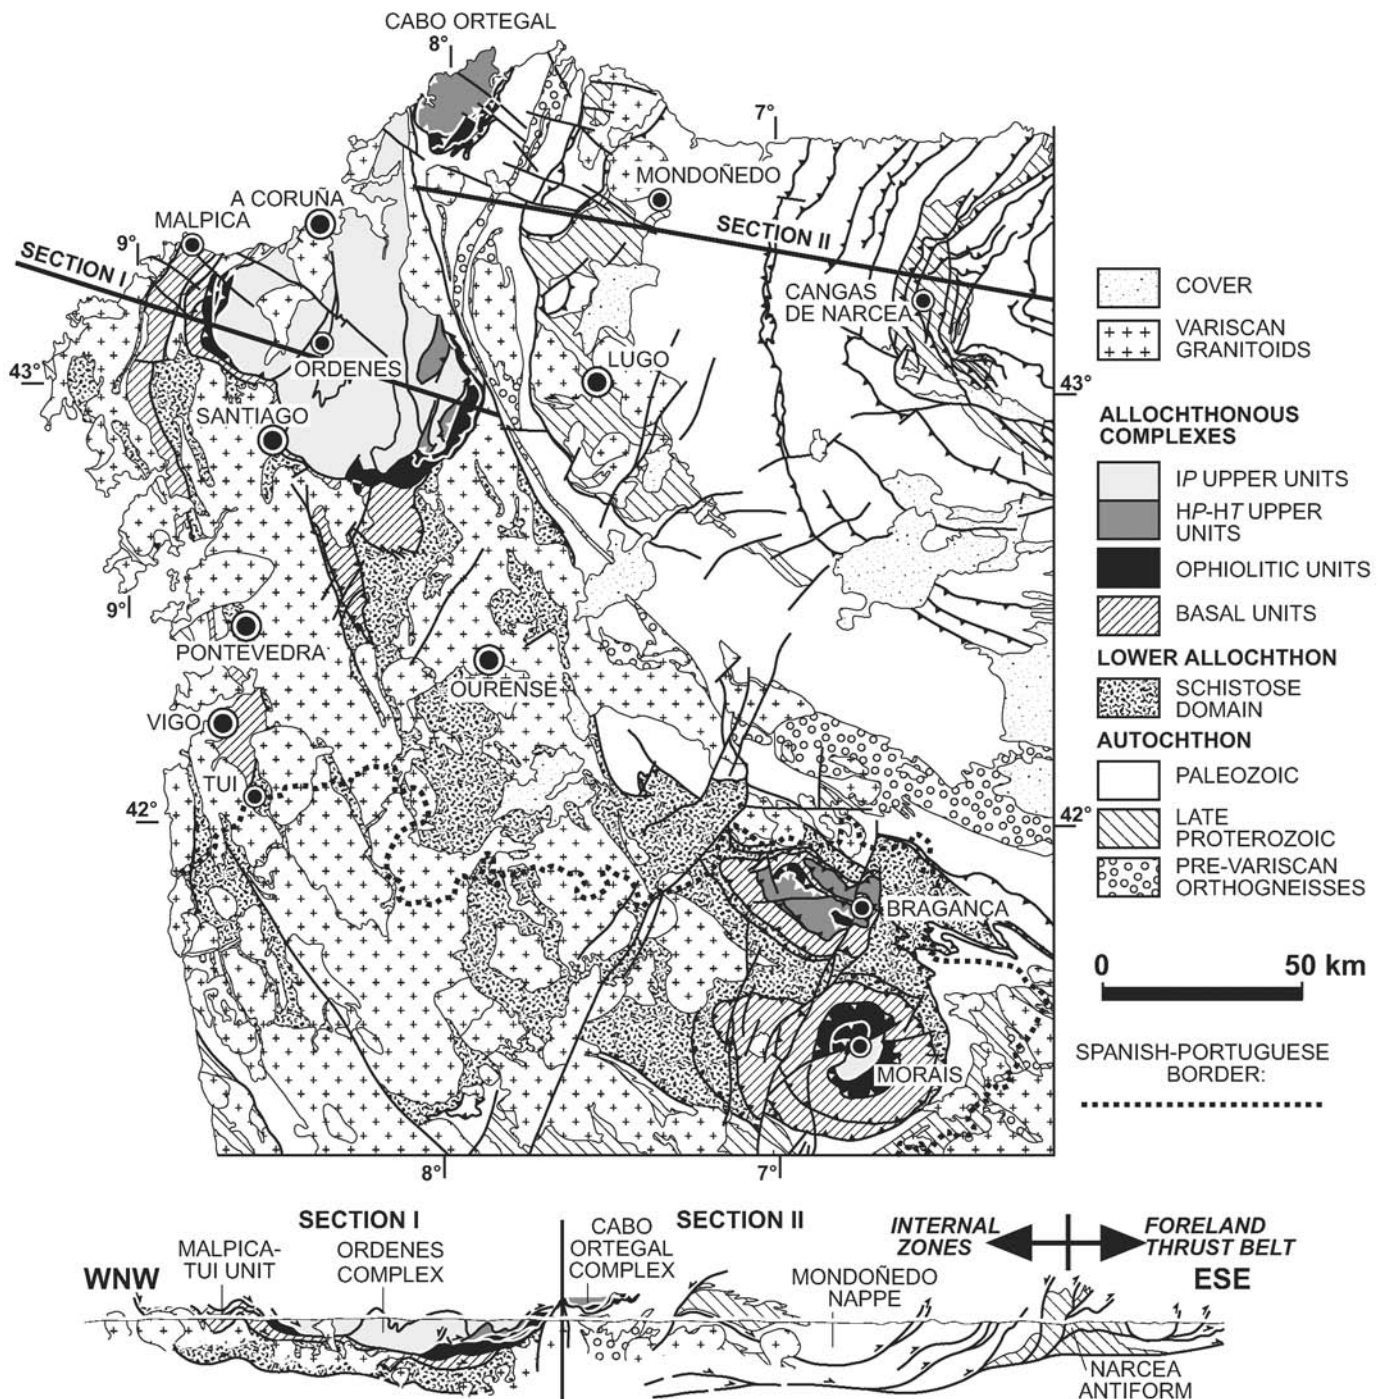 CABO ORTEGAL
8°
7°
MONDOÑEDO
A CORUÑA
MALPICA
9°
SECTION I
SECTION II
CANGAS
DE NARCEA
ORDENES
LUGO
43°
43°
SANTIAGO
9°
PONTEVEDRA
OURENSE
VIGO
TUI
42°
42°
BRAGANÇA
MORAIS
8°
7°
COVER
VARISCAN
GRANITOIDS
ALLOCHTHONOUS
COMPLEXES
IP UPPER UNITS
HP-HT UPPER
UNITS
OPHIOLITIC UNITS
BASAL UNITS
LOWER ALLOCHTHON
SCHISTOSE
DOMAIN
AUTOCHTHON
PALEOZOIC
LATE
PROTEROZOIC
PRE-VARISCAN
ORTHOGNEISSES
0 50 km
SPANISH-PORTUGUESE
BORDER:
SECTION I
SECTION II
MALPICA-
TUI UNIT
ORDENES
COMPLEX
CABO
ORTEGAL
COMPLEX
INTERNAL
ZONES
FORELAND
THRUST BELT
WNW
ESE
MONDOÑEDO
NAPPE
NARCEA
ANTIFORM